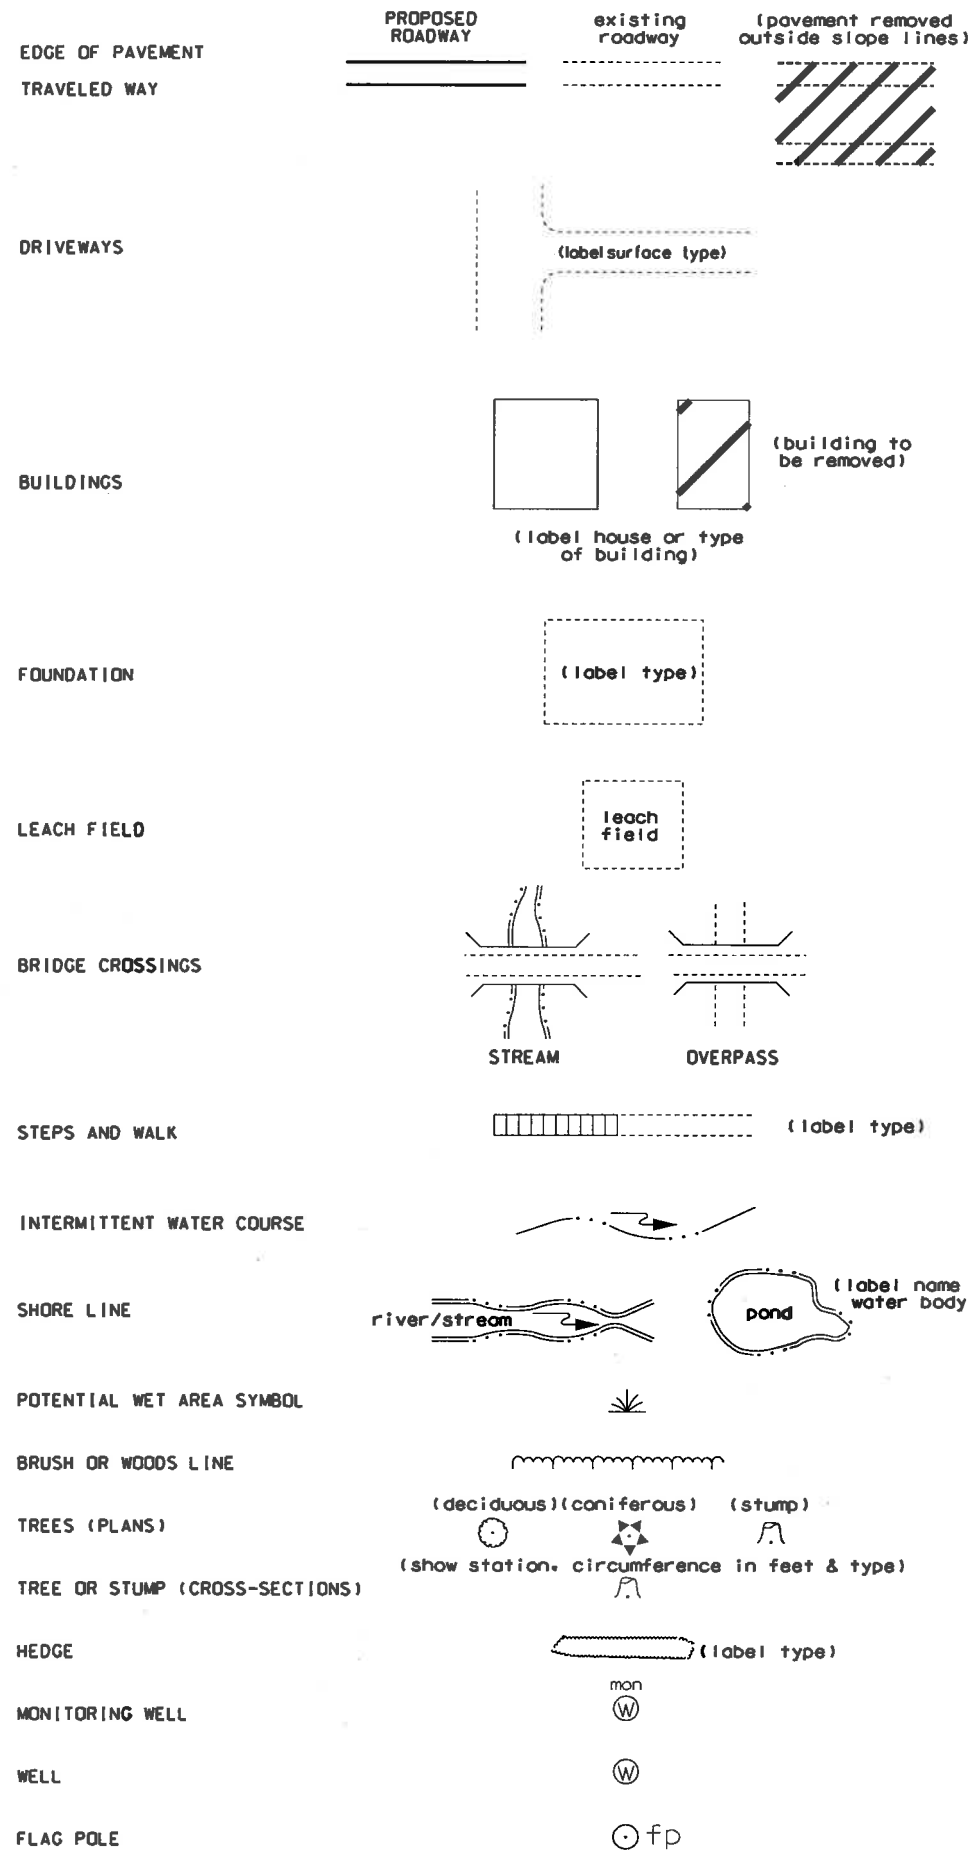 PROPOSED
ROADWAY
existing
roadway
(pavement removed
outside slope lines)
EDGE OF PAVEMENT
TRAVELED WAY
DRIVEWAYS
(label surface type)
BUILDINGS
(building to
be removed)
(label house or type
of building)
FOUNDATION
(label type)
LEACH FIELD
leach
field
BRIDGE CROSSINGS
STREAM
OVERPASS
STEPS AND WALK
(label type)
INTERMITTENT WATER COURSE
SHORE LINE
river/stream
pond
(label name
water body
POTENTIAL WET AREA SYMBOL
BRUSH OR WOODS LINE
(deciduous) (coniferous) (stump)
TREES (PLANS)
(show station, circumference in feet & type)
TREE OR STUMP (CROSS-SECTIONS)
HEDGE
(label type)
mon
MONITORING WELL
W
WELL
W
FLAG POLE
fp